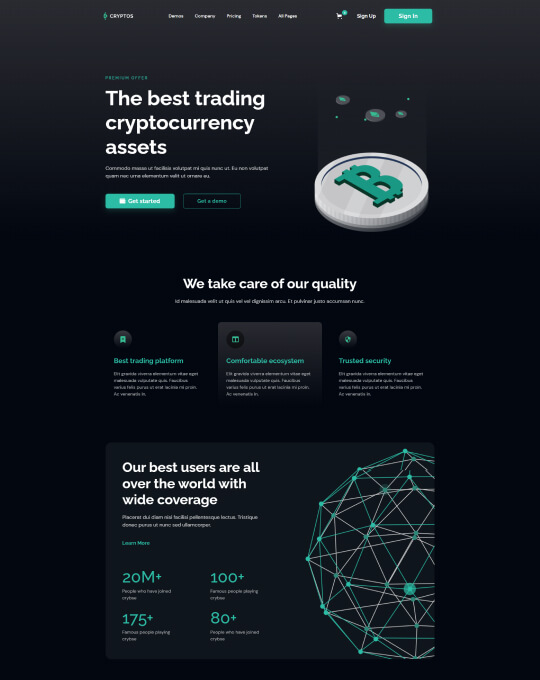 CRYPTOS Demos Company Pricing Tokens All Pages Sign Up Sign In
PREMIUM OFFER
The best trading
cryptocurrency
assets
Commodo massa ut facilisis volutpat mi quis nunc ut. Eu non volutpat
quam nec urna elementum velit ut ornare eu.
Get started Get a demo
We take care of our quality
Id malesuada velit ut quis vel vel dignissim arcu. Et pulvinar justo accumsan nunc.
Best trading platform
Elit gravida viverra elementum vitae eget
malesuada vulputate quis. Faucibus
varius felis purus ut erat lacinia mi proin.
Ac venenatis in.
Comfortable ecosystem
Elit gravida viverra elementum vitae eget
malesuada vulputate quis. Faucibus
varius felis purus ut erat lacinia mi proin.
Ac venenatis in.
Trusted security
Elit gravida viverra elementum vitae eget
malesuada vulputate quis. Faucibus
varius felis purus ut erat lacinia mi proin.
Ac venenatis in.
Our best users are all
over the world with
wide coverage
Placerat dui diam nisl facilisi pellentesque lectus. Tristique
donec purus ut nunc sed ullamcorper.
Learn More
20M+
People who have joined
crybse
100+
Famous people playing
crybse
175+
Famous people playing
crybse
80+
People who have joined
crybse